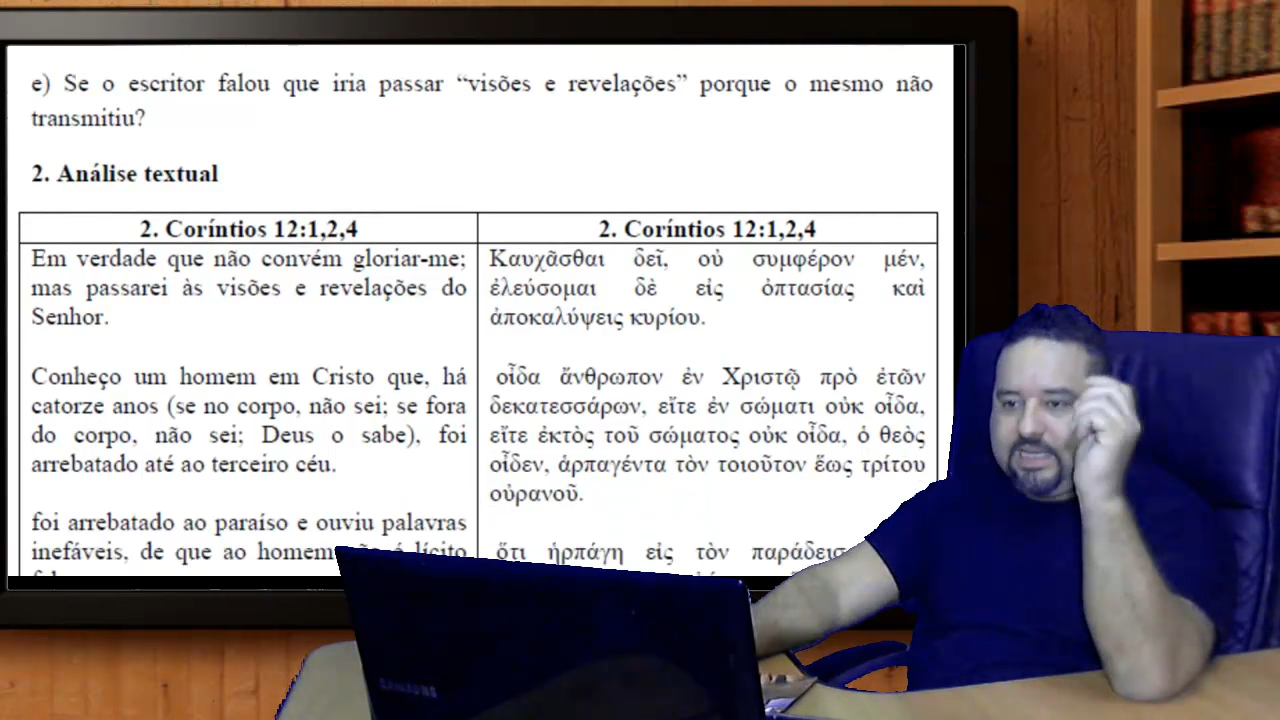 e) Se o escritor falou que iria passar “visões e revelações” porque o mesmo não
transmitiu?
2. Análise textual
2. Coríntios 12:1,2,4
Em verdade que não convém gloriar-me;
mas passarei às visões e revelações do
Senhor.
Conheço um homem em Cristo que, há
catorze anos (se no corpo, não sei; se fora
do corpo, não sei; Deus o sabe), foi
arrebatado até ao terceiro céu.
foi arrebatado ao paraíso e ouviu palavras
inefáveis, de que ao homem é lícito
2. Coríntios 12:1,2,4
Καυχᾶσθαι δεῖ, οὐ συμφέρον μέν,
ἐλεύσομαι δὲ εἰς ὀπτασίας καὶ
ἀποκαλύψεις κυρίου.
οἶδα ἄνθρωπον ἐν Χριστῷ πρὸ ἐτῶν
δεκατεσσάρων, εἴτε ἐν σώματι οὐκ οἶδα,
εἴτε ἐκτὸς τοῦ σώματος οὐκ οἶδα, ὁ θεὸς
οἶδεν, ἁρπαγέντα τὸν τοιοῦτον ἕως τρίτου
οὐρανοῦ.
ὅτι ἡρπάγη εἰς τὸν
SAMSUNG